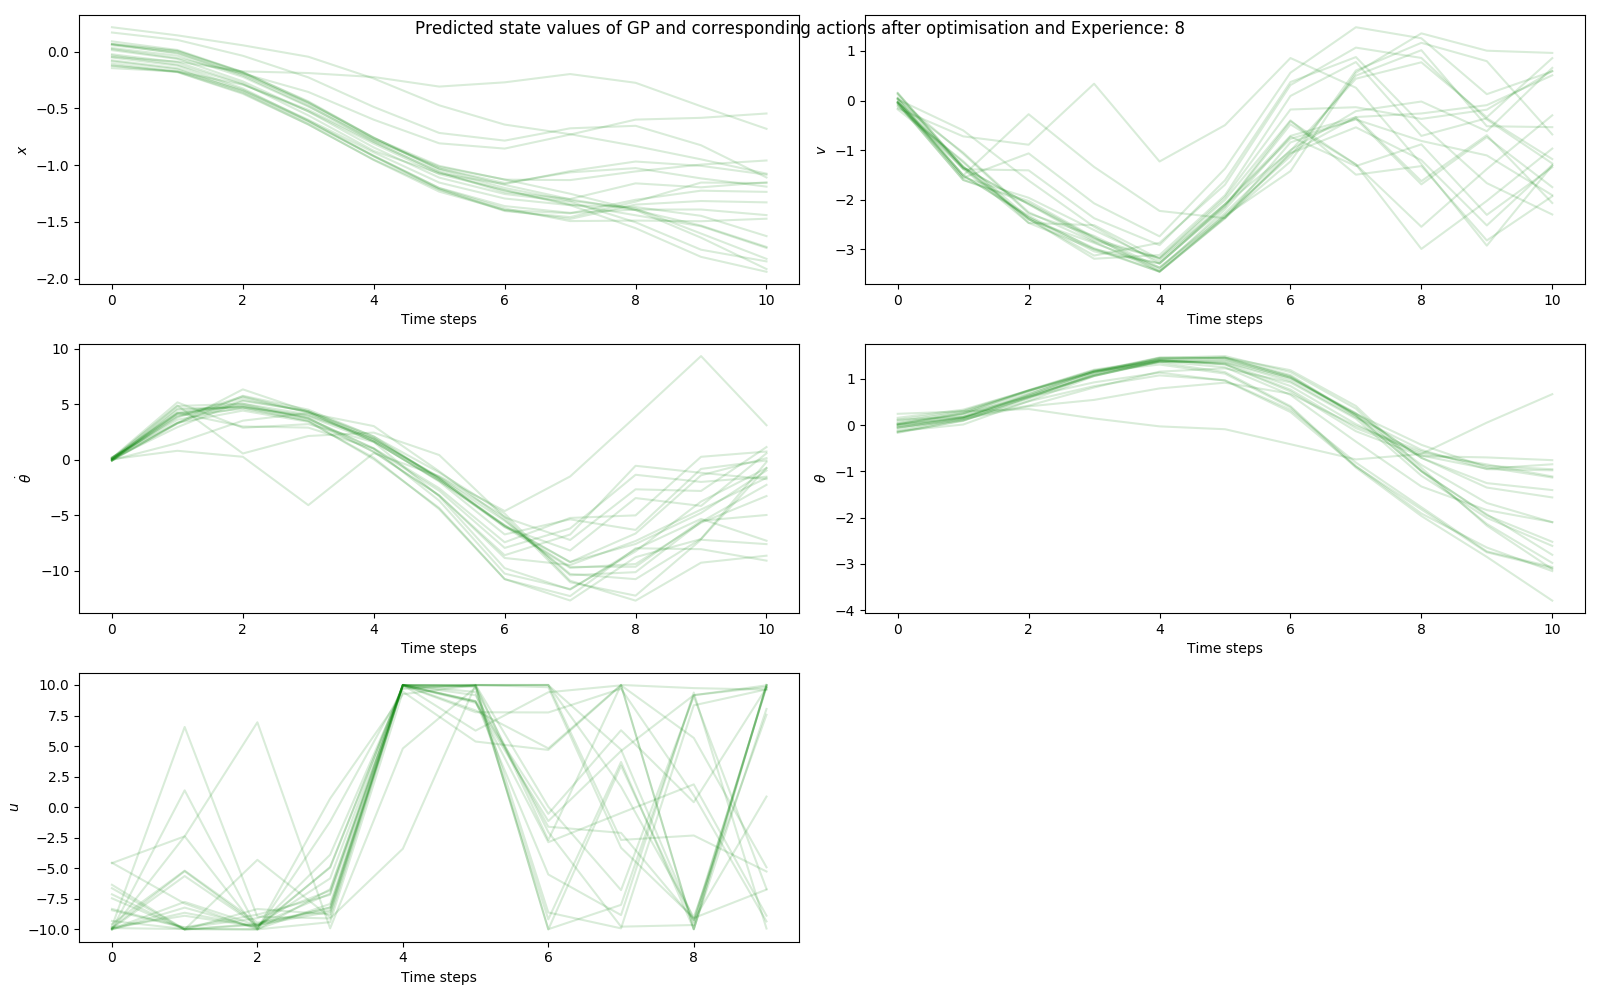 Predicted state values of GP and corresponding actions after optimisation and Experience: 8
0.0
−0.5
−1.0
−1.5
−2.0
x
0 2 4 6 8 10
Time steps
1
0
−1
−2
−3
v
0 2 4 6 8 10
Time steps
10
5
0
−5
−10
θ̇
0 2 4 6 8 10
Time steps
1
0
−1
−2
−3
−4
θ
0 2 4 6 8 10
Time steps
10.0
7.5
5.0
2.5
0.0
−2.5
−5.0
−7.5
−10.0
u
0 2 4 6 8
Time steps